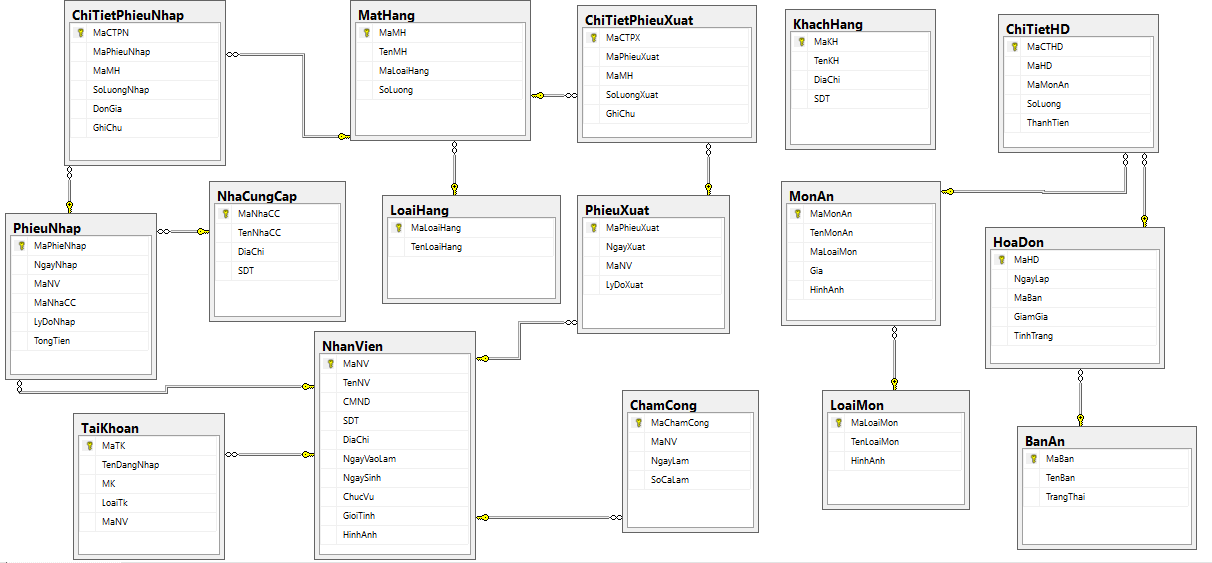 ChiTietPhieuNhap
MaCTPN
MaPhieuNhap
MaMH
SoLuongNhap
DonGia
GhiChu
MatHang
MaMH
TenMH
MaLoaiHang
SoLuong
ChiTietPhieuXuat
MaCTPX
MaPhieuXuat
MaMH
SoLuongXuat
GhiChu
KhachHang
MaKH
TenKH
DiaChi
SDT
ChiTietHD
MaCTHD
MaHD
MaMonAn
SoLuong
ThanhTien
PhieuNhap
MaPhieNhap
NgayNhap
MaNV
MaNhaCC
LyDoNhap
TongTien
NhaCungCap
MaNhaCC
TenNhaCC
DiaChi
SDT
LoaiHang
MaLoaiHang
TenLoaiHang
PhieuXuat
MaPhieuXuat
NgayXuat
MaNV
LyDoXuat
MonAn
MaMonAn
TenMonAn
MaLoaiMon
Gia
HinhAnh
HoaDon
MaHD
NgayLap
MaBan
GiamGia
TinhTrang
NhanVien
MaNV
TenNV
CMND
SDT
DiaChi
NgayVaoLam
NgaySinh
ChucVu
GioiTinh
HinhAnh
TaiKhoan
MaTK
TenDangNhap
MK
LoaiTk
MaNV
ChamCong
MaChamCong
MaNV
NgayLam
SoCaLam
LoaiMon
MaLoaiMon
TenLoaiMon
HinhAnh
BanAn
MaBan
TenBan
TrangThai